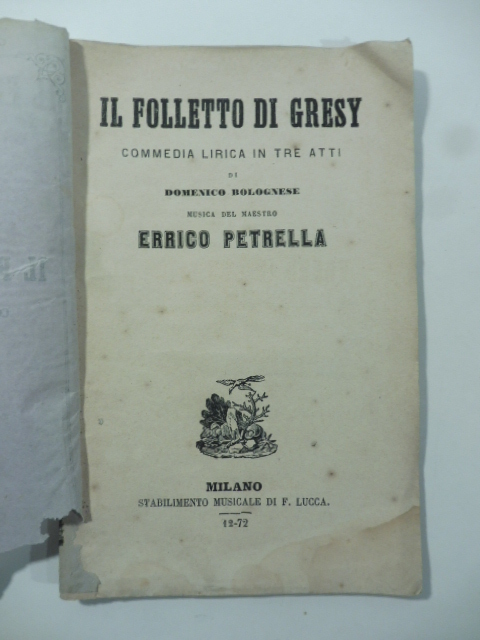 IL FOLLETTO DI GRESY
COMMEDIA LIRICA IN TRE ATTI
DI
DOMENICO BOLOGNESE
MUSICA DEL MAESTRO
ERRICO PETRELLA
MILANO
STABILIMENTO MUSICALE DI F. LUCCA.
12-72